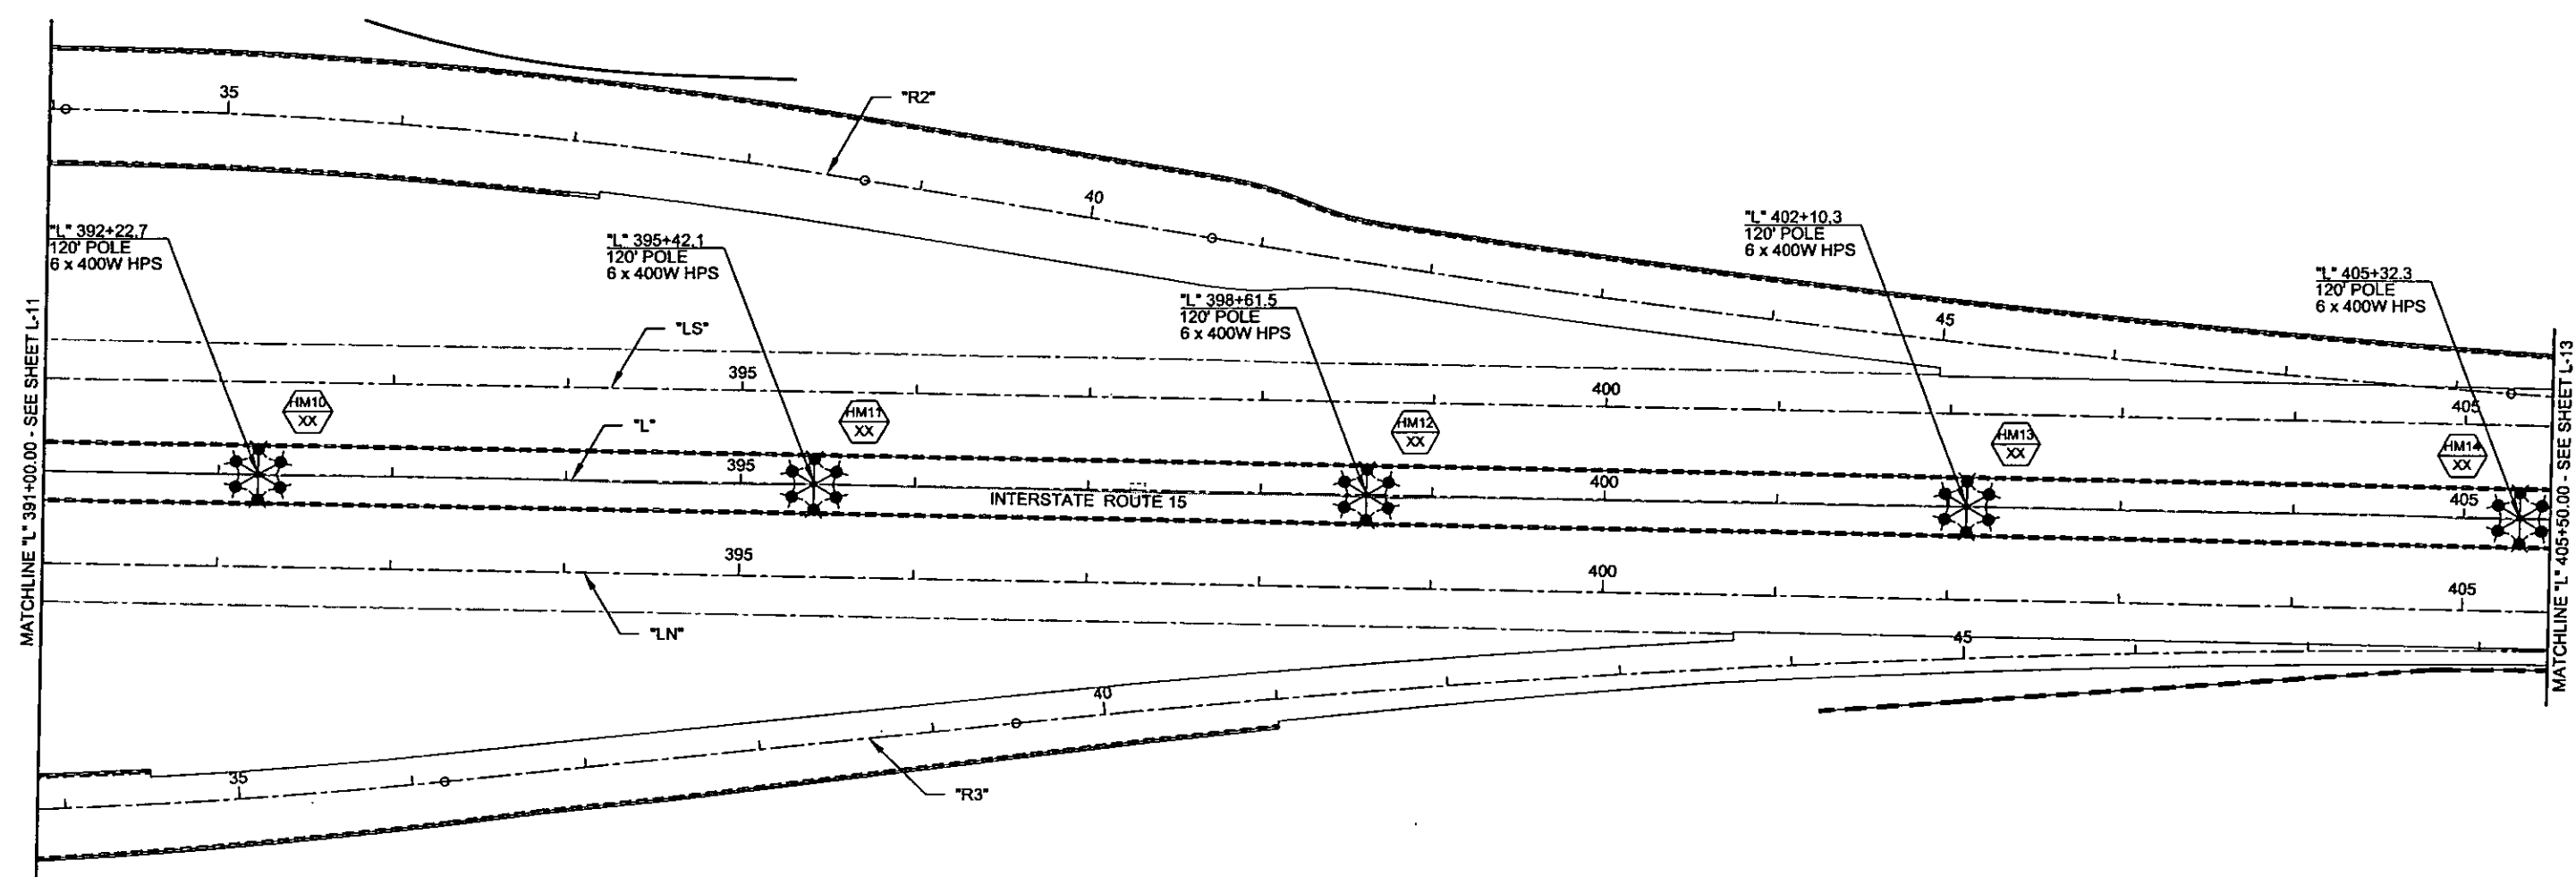 35
"R2"
40
"L" 392+22.7
120' POLE
6 x 400W HPS
"L" 395+42.1
120' POLE
6 x 400W HPS
"L" 398+61.5
120' POLE
6 x 400W HPS
"L" 402+10.3
120' POLE
6 x 400W HPS
"L" 405+32.3
120' POLE
6 x 400W HPS
45
MATCHLINE "L" 391+00.00 - SEE SHEET L-11
MATCHLINE "L" 405+50.00 - SEE SHEET L-13
"LS"
395
400
405
HM10
XX
HM11
XX
HM12
XX
HM13
XX
HM14
XX
"L"
395
400
405
INTERSTATE ROUTE 15
395
400
405
"LN"
45
40
35
"R3"